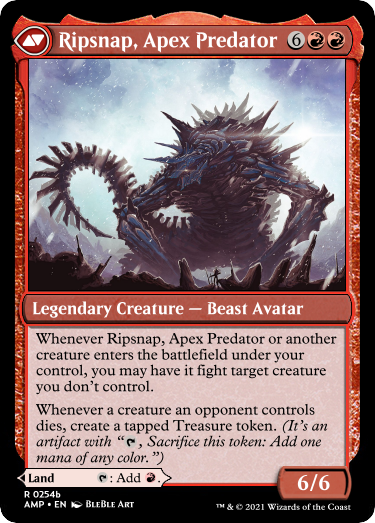 Ripsnap, Apex Predator 6
Legendary Creature — Beast Avatar
Whenever Ripsnap, Apex Predator or another
creature enters the battlefield under your
control, you may have it fight target creature
you don't control.
Whenever a creature an opponent controls
dies, create a tapped Treasure token. (It's an
artifact with “, Sacrifice this token: Add one
mana of any color.”)
Land : Add .
6/6
R 0254b
AMP • EN BleBle Art
™ & © 2021 Wizards of the Coast